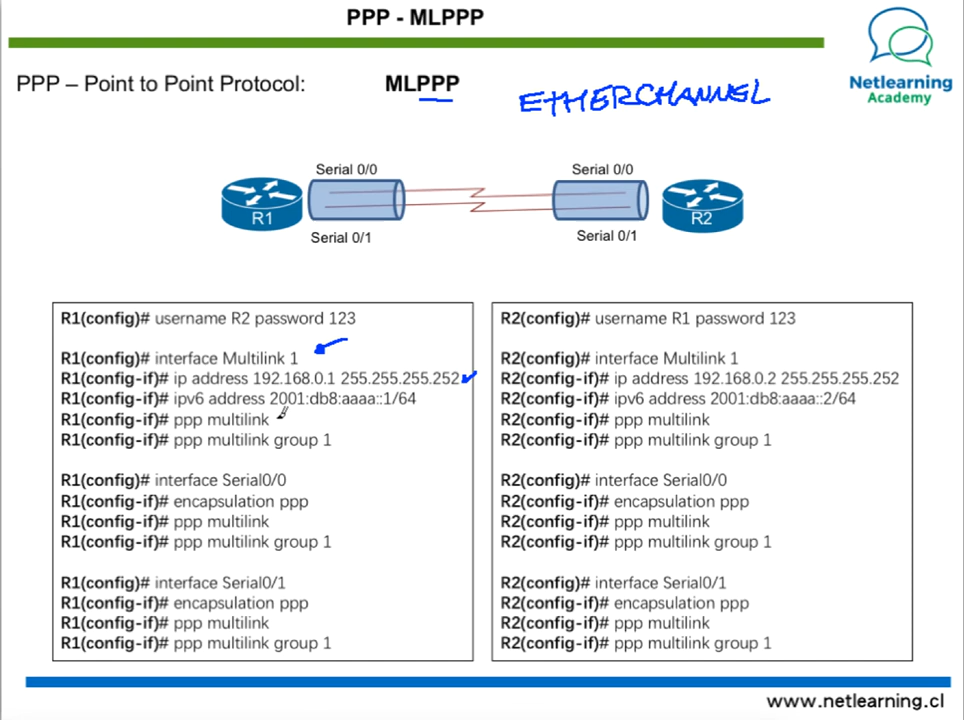 PPP - MLPPP
Netlearning
Academy
PPP – Point to Point Protocol:
MLPPP
ETHERCHANNEL
Serial 0/0
Serial 0/0
R1
R2
Serial 0/1
Serial 0/1
R1(config)# username R2 password 123
R1(config)# interface Multilink 1
R1(config-if)# ip address 192.168.0.1 255.255.255.252
R1(config-if)# ipv6 address 2001:db8:aaaa::1/64
R1(config-if)# ppp multilink
R1(config-if)# ppp multilink group 1
R1(config)# interface Serial0/0
R1(config-if)# encapsulation ppp
R1(config-if)# ppp multilink
R1(config-if)# ppp multilink group 1
R1(config)# interface Serial0/1
R1(config-if)# encapsulation ppp
R1(config-if)# ppp multilink
R1(config-if)# ppp multilink group 1
R2(config)# username R1 password 123
R2(config)# interface Multilink 1
R2(config-if)# ip address 192.168.0.2 255.255.255.252
R2(config-if)# ipv6 address 2001:db8:aaaa::2/64
R2(config-if)# ppp multilink
R2(config-if)# ppp multilink group 1
R2(config)# interface Serial0/0
R2(config-if)# encapsulation ppp
R2(config-if)# ppp multilink
R2(config-if)# ppp multilink group 1
R2(config)# interface Serial0/1
R2(config-if)# encapsulation ppp
R2(config-if)# ppp multilink
R2(config-if)# ppp multilink group 1
www.netlearning.cl